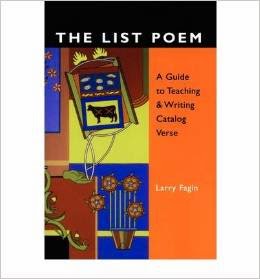 THE LIST POEM
A Guide
to Teaching
& Writing
Catalog
Verse
Larry Fagin